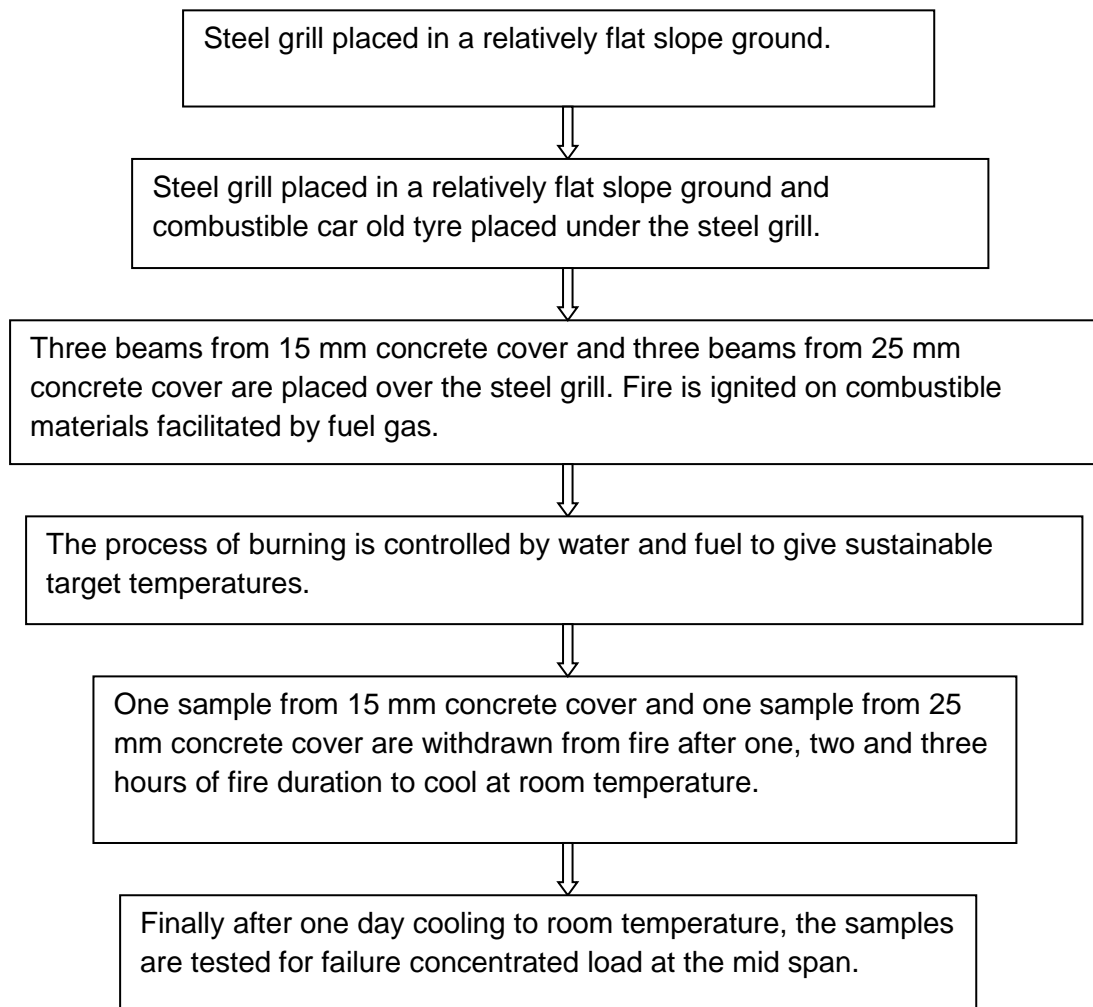 Steel grill placed in a relatively flat slope ground.
Steel grill placed in a relatively flat slope ground and
combustible car old tyre placed under the steel grill.
Three beams from 15 mm concrete cover and three beams from 25 mm
concrete cover are placed over the steel grill. Fire is ignited on combustible
materials facilitated by fuel gas.
The process of burning is controlled by water and fuel to give sustainable
target temperatures.
One sample from 15 mm concrete cover and one sample from 25
mm concrete cover are withdrawn from fire after one, two and three
hours of fire duration to cool at room temperature.
Finally after one day cooling to room temperature, the samples
are tested for failure concentrated load at the mid span.